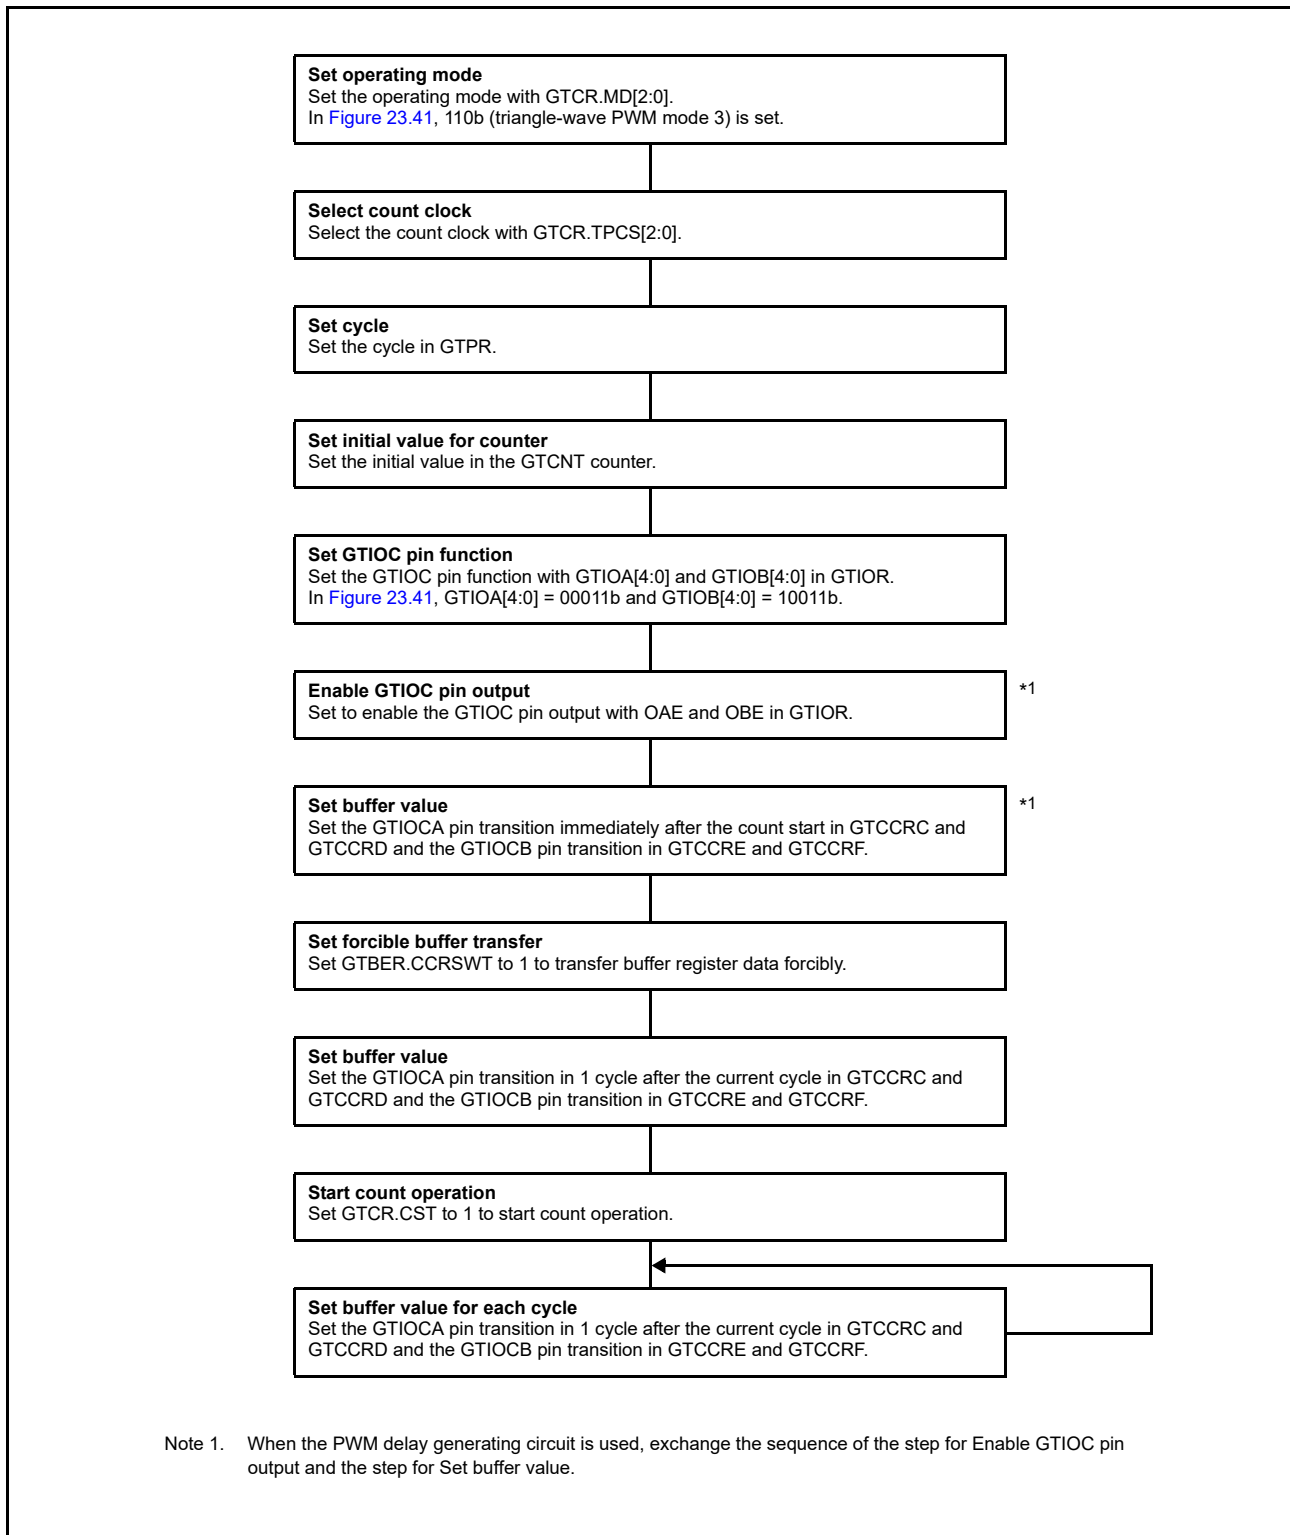 Set operating mode
Set the operating mode with GTCR.MD[2:0].
In Figure 23.41, 110b (triangle-wave PWM mode 3) is set.
Select count clock
Select the count clock with GTCR.TPCS[2:0].
Set cycle
Set the cycle in GTPR.
Set initial value for counter
Set the initial value in the GTCNT counter.
Set GTIOC pin function
Set the GTIOC pin function with GTIOA[4:0] and GTIOB[4:0] in GTIOR.
In Figure 23.41, GTIOA[4:0] = 00011b and GTIOB[4:0] = 10011b.
Enable GTIOC pin output
*1
Set to enable the GTIOC pin output with OAE and OBE in GTIOR.
Set buffer value
*1
Set the GTIOCA pin transition immediately after the count start in GTCCRC and
GTCCRD and the GTIOCB pin transition in GTCCRE and GTCCRF.
Set forcible buffer transfer
Set GTBER.CCRSWT to 1 to transfer buffer register data forcibly.
Set buffer value
Set the GTIOCA pin transition in 1 cycle after the current cycle in GTCCRC and
GTCCRD and the GTIOCB pin transition in GTCCRE and GTCCRF.
Start count operation
Set GTCR.CST to 1 to start count operation.
Set buffer value for each cycle
Set the GTIOCA pin transition in 1 cycle after the current cycle in GTCCRC and
GTCCRD and the GTIOCB pin transition in GTCCRE and GTCCRF.
Note 1. When the PWM delay generating circuit is used, exchange the sequence of the step for Enable GTIOC pin
output and the step for Set buffer value.